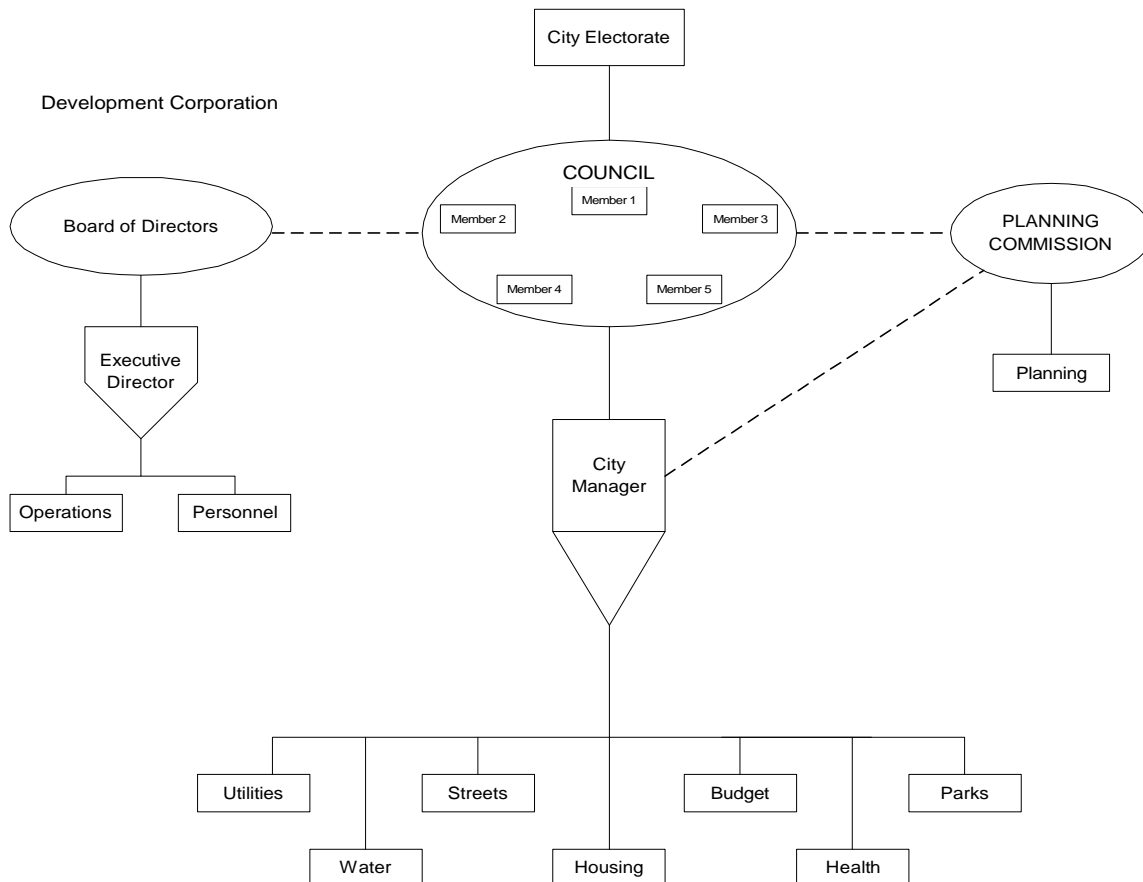 City Electorate
Development Corporation
COUNCIL
Member 1
Member 2
Member 3
Board of Directors
PLANNING
COMMISSION
Member 4
Member 5
Executive
Director
Planning
City
Manager
Operations
Personnel
Utilities
Streets
Budget
Parks
Water
Housing
Health